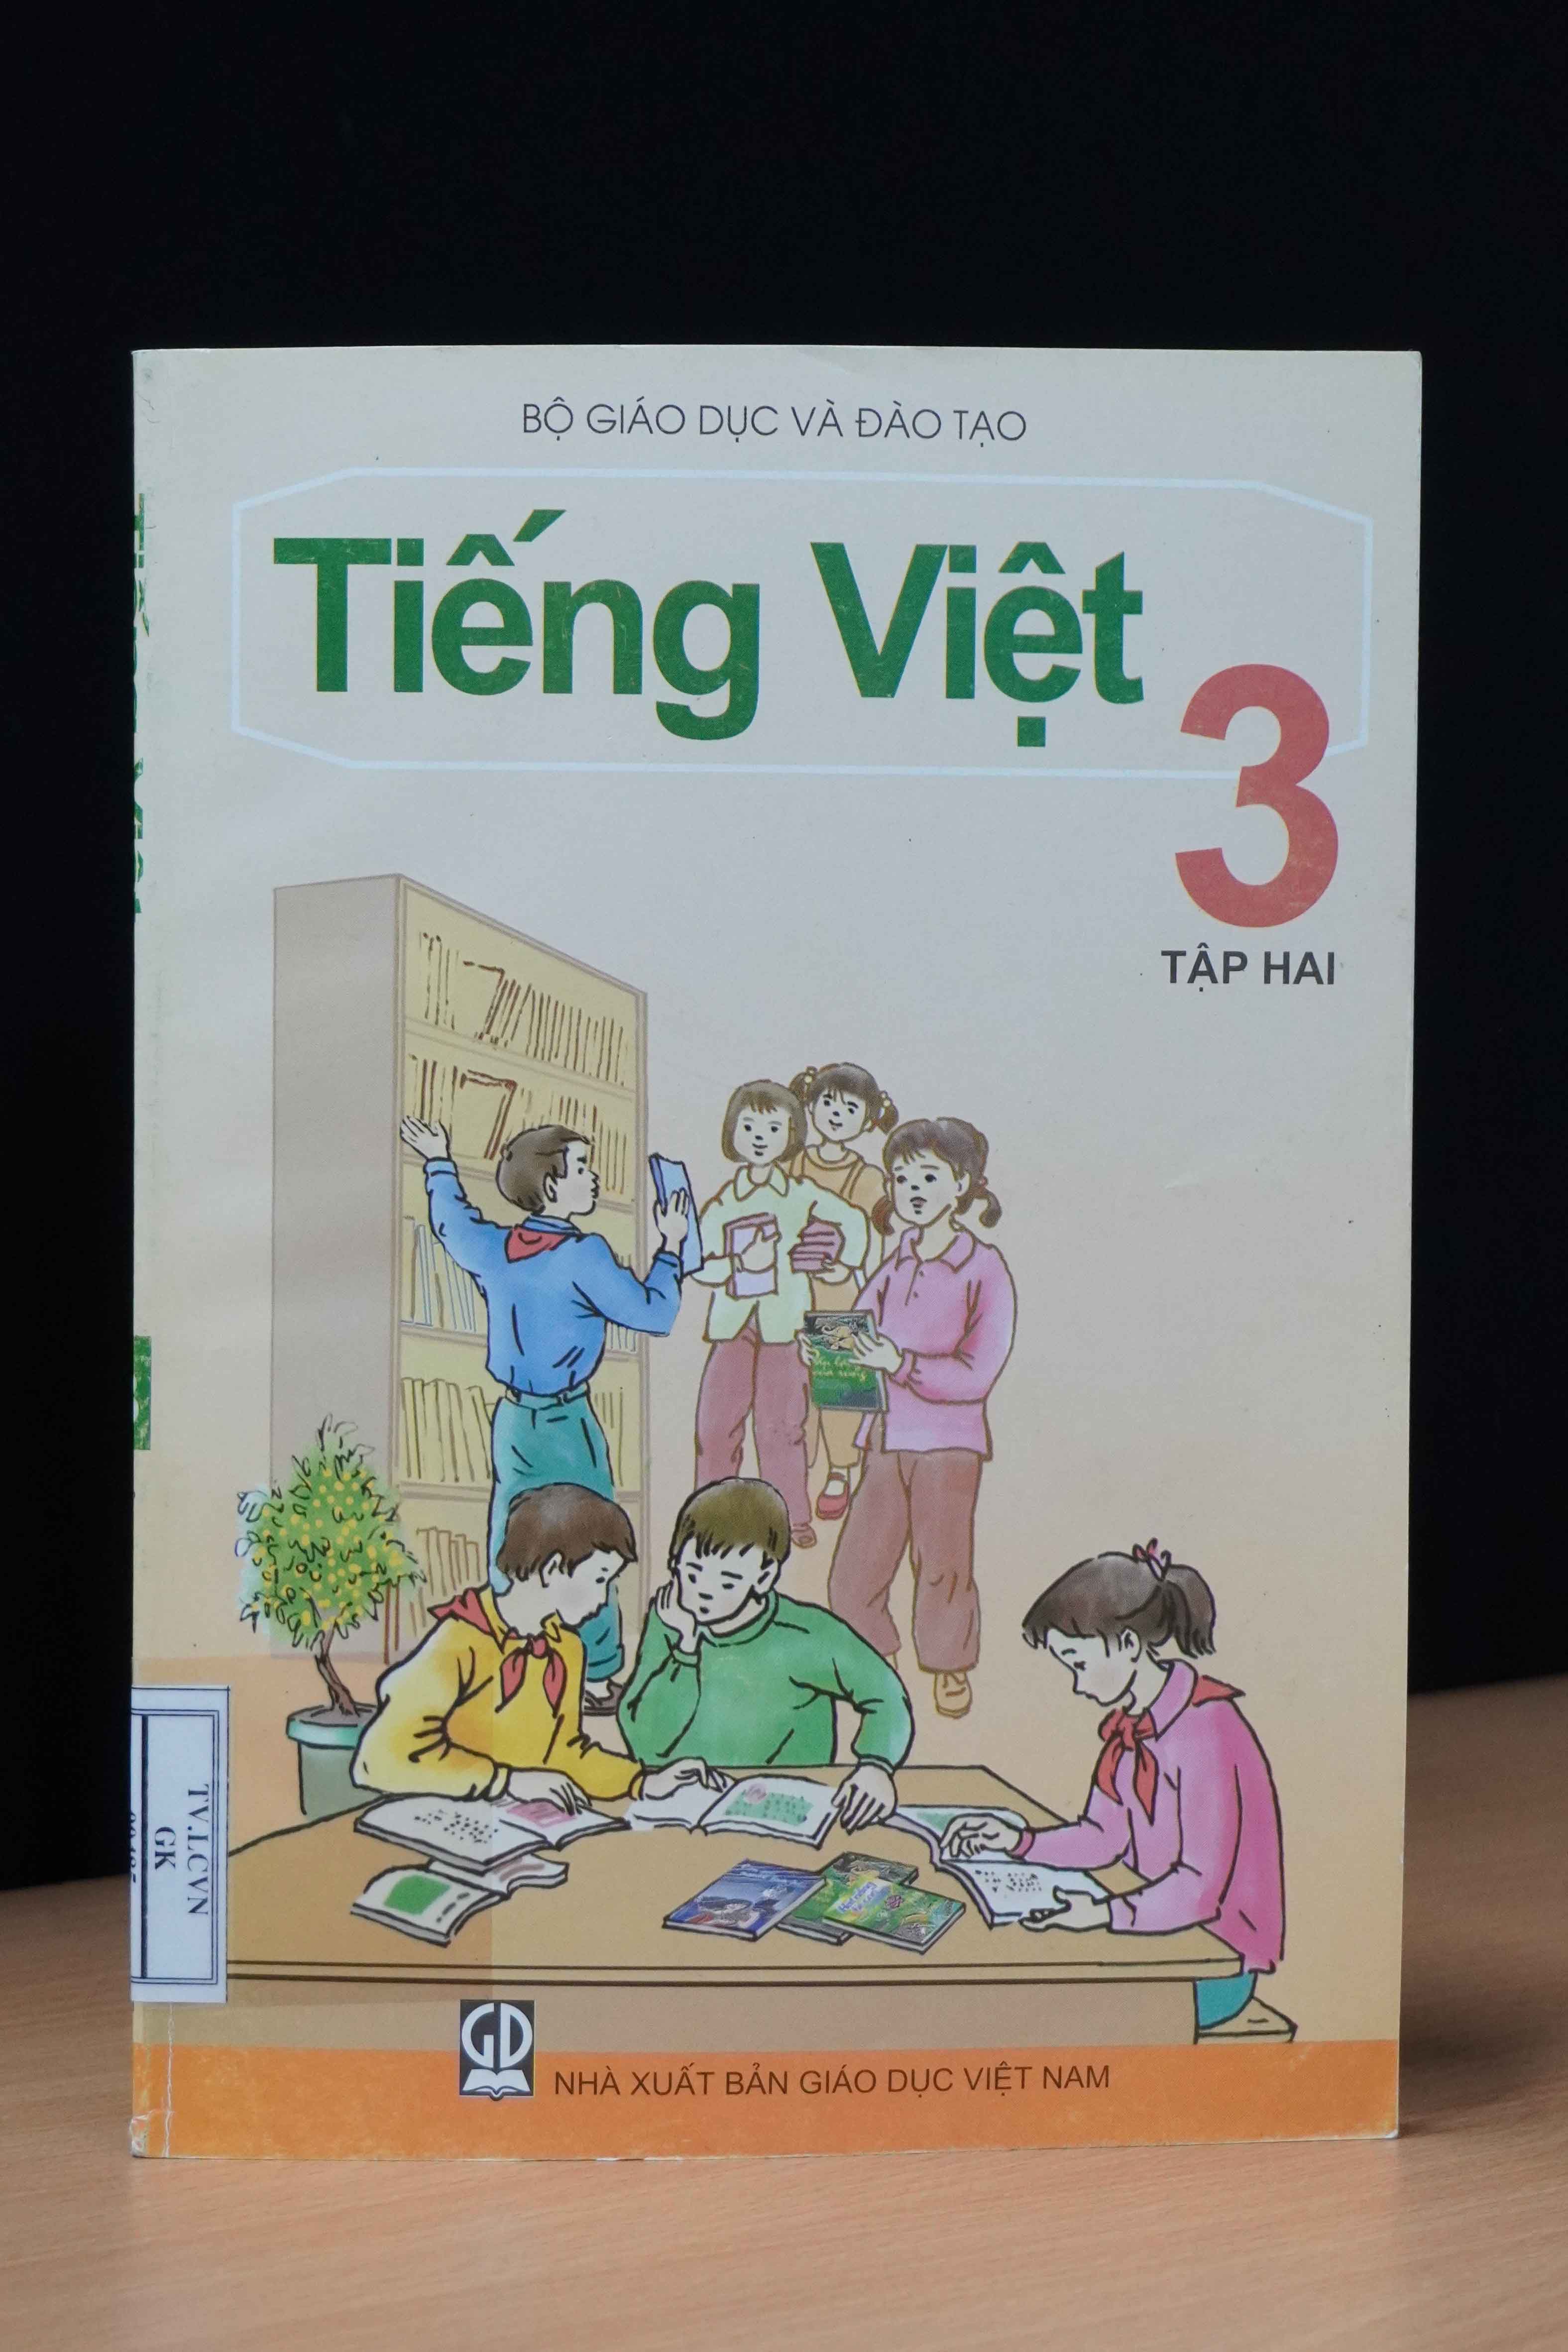 BỘ GIÁO DỤC VÀ ĐÀO TẠO
Tiếng Việt
3
TẬP HAI
TV.LCVN
GK
GD
NHÀ XUẤT BẢN GIÁO DỤC VIỆT NAM